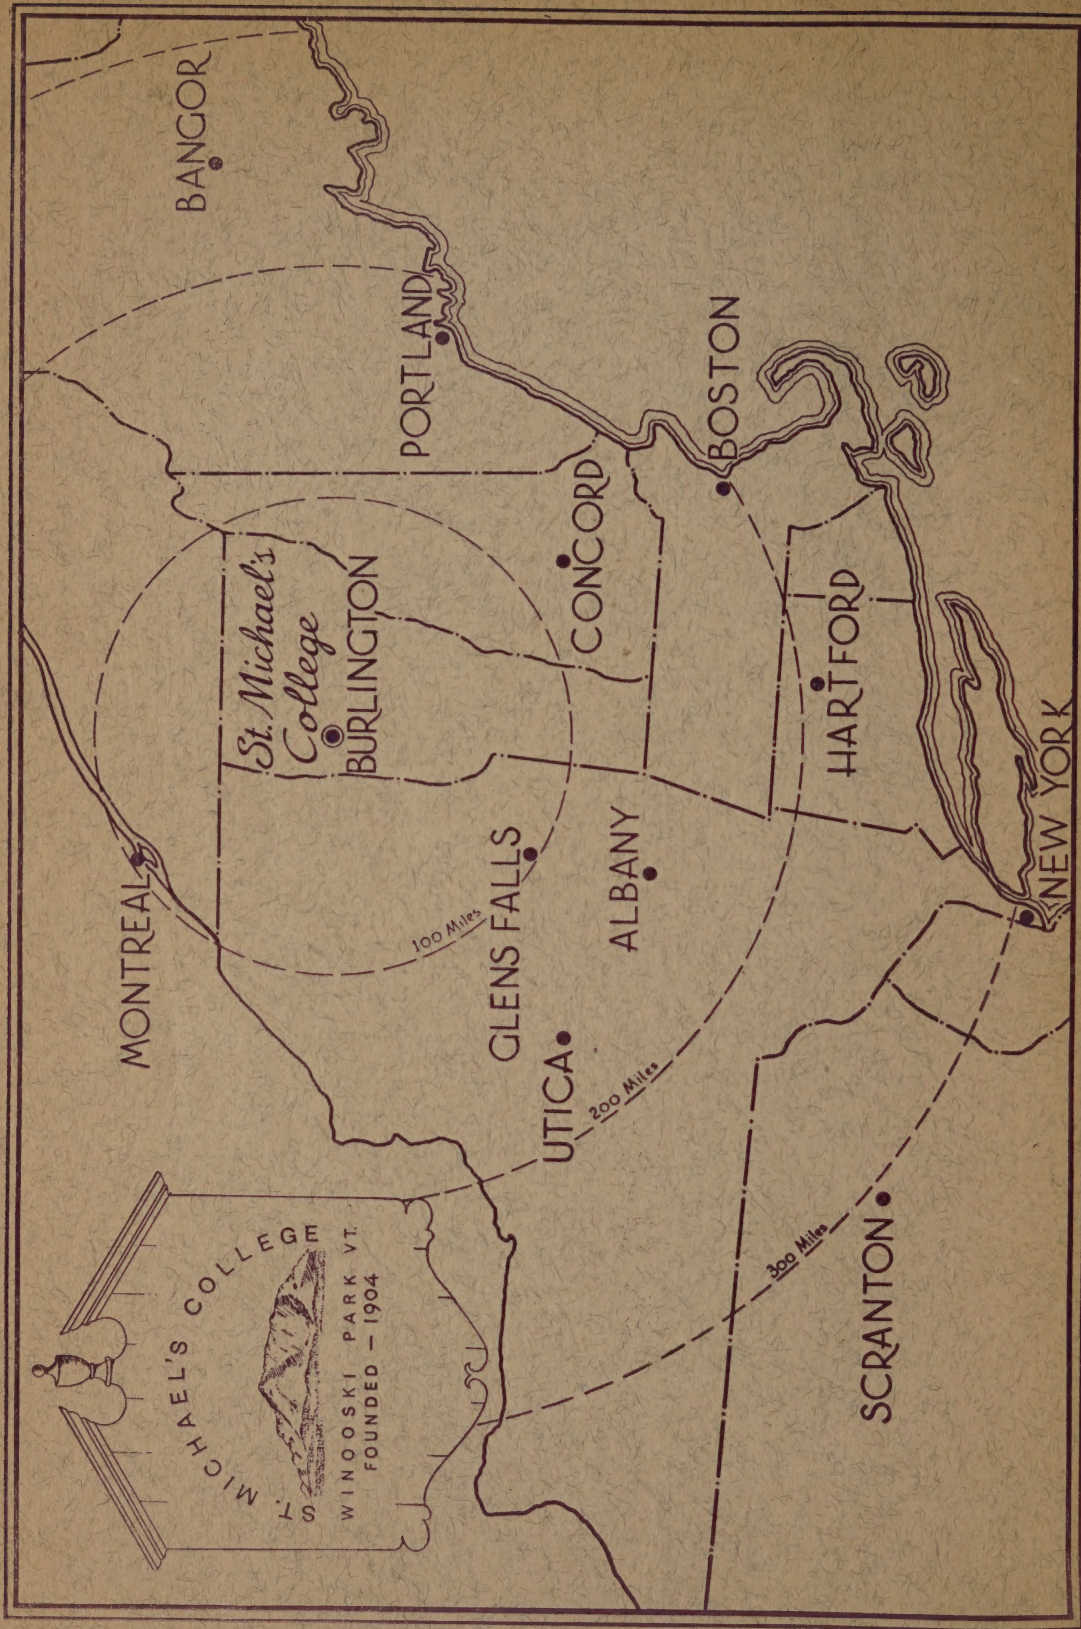 ST. MICHAEL'S COLLEGE
WINOOSKI PARK VT.
FOUNDED – 1904
MONTREAL
BANGOR
St. Michael's
College
BURLINGTON
PORTLAND
100 Miles
GLENS FALLS
UTICA
CONCORD
200 Miles
ALBANY
BOSTON
300 Miles
HARTFORD
SCRANTON
NEW YORK